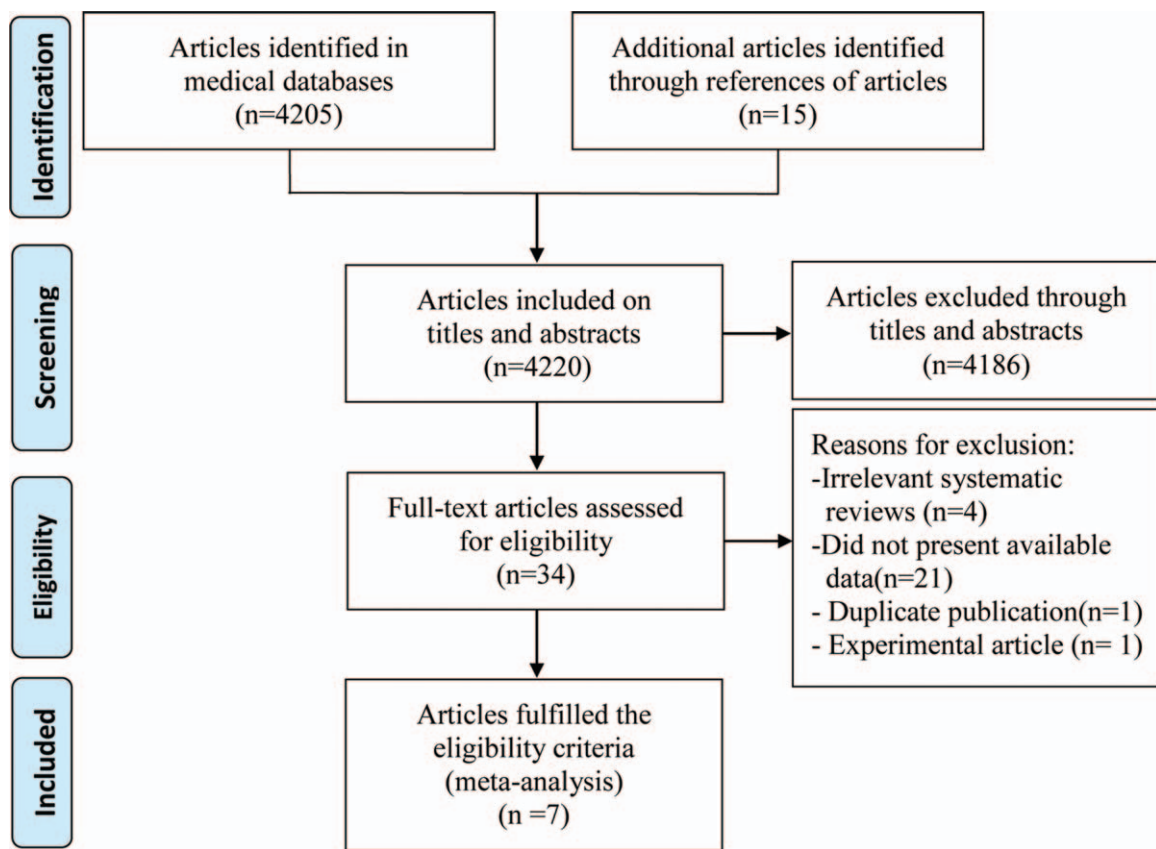 Identification
Articles identified in
medical databases
(n=4205)
Additional articles identified
through references of articles
(n=15)
Screening
Articles included on
titles and abstracts
(n=4220)
Articles excluded through
titles and abstracts
(n=4186)
Eligibility
Full-text articles assessed
for eligibility
(n=34)
Reasons for exclusion:
-Irrelevant systematic
reviews (n=4)
-Did not present available
data(n=21)
- Duplicate publication(n=1)
- Experimental article (n= 1)
Included
Articles fulfilled the
eligibility criteria
(meta-analysis)
(n =7)